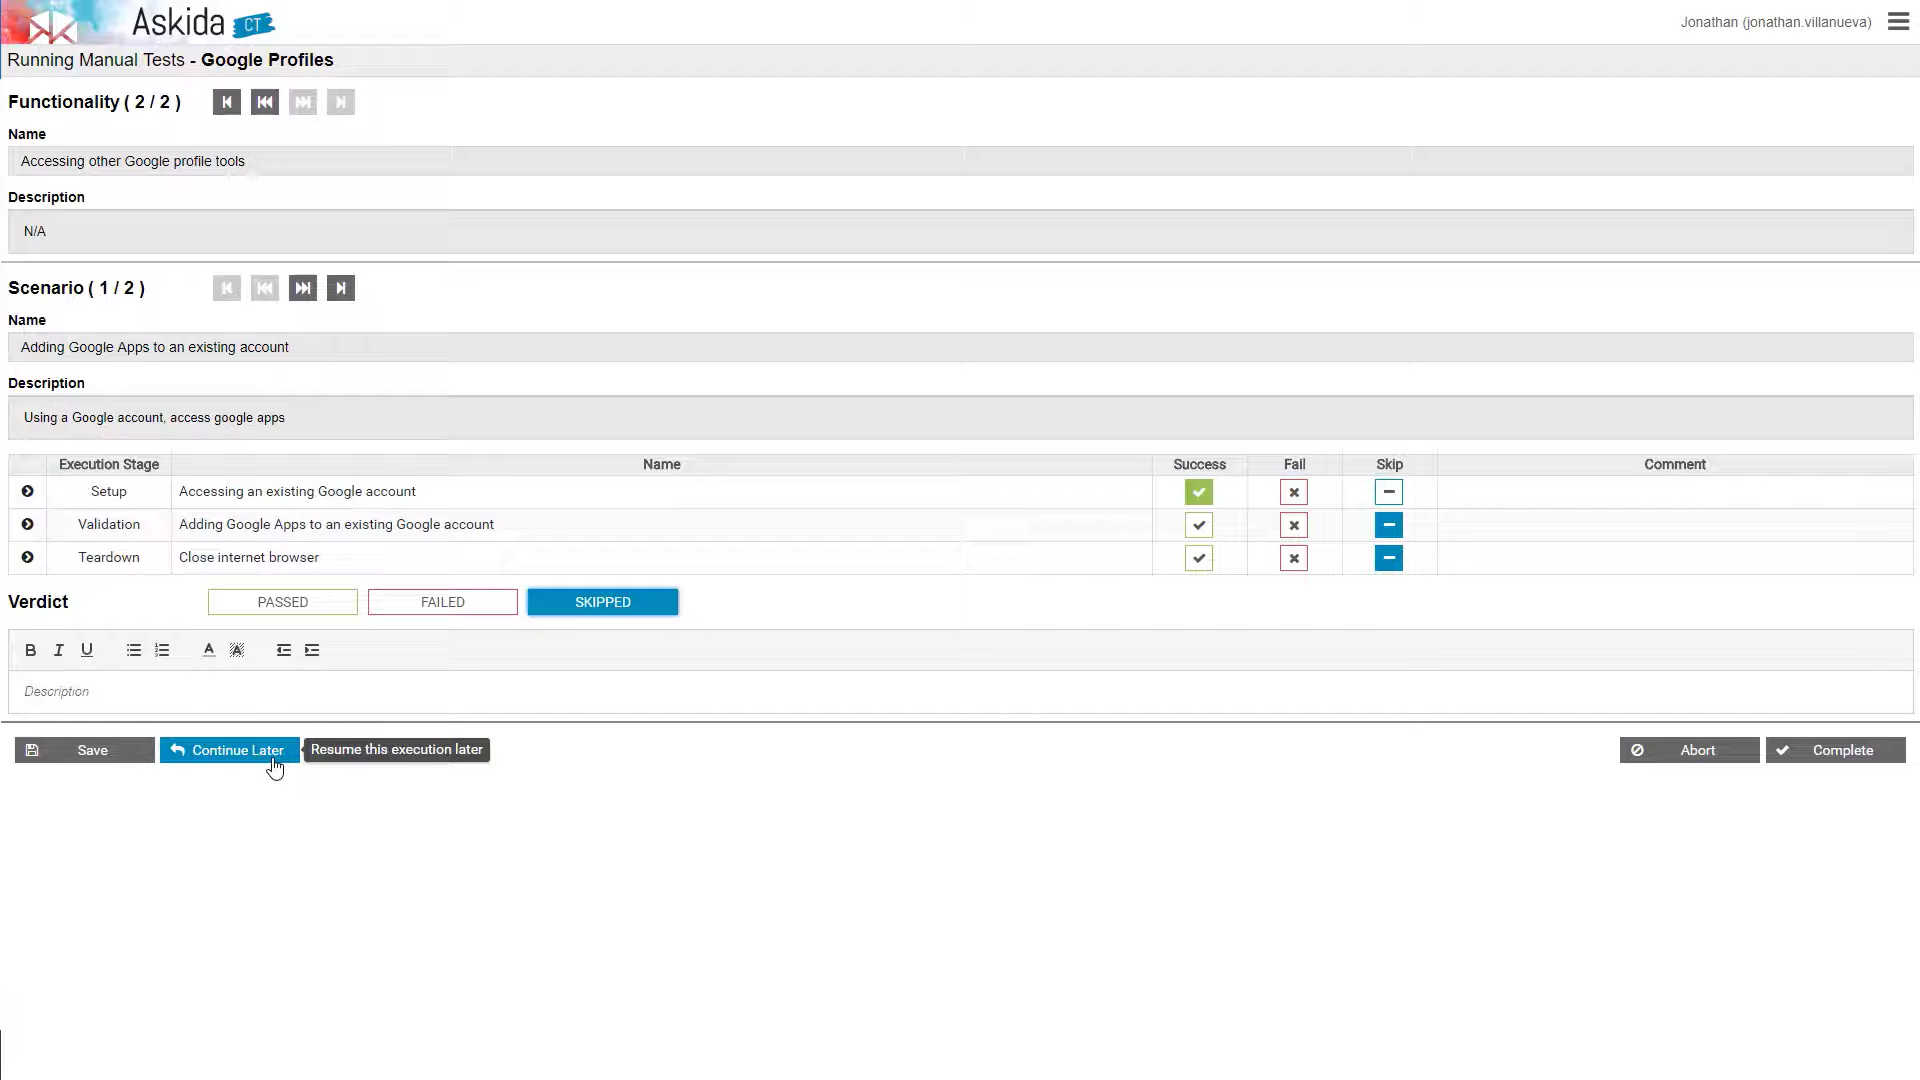 Askida CT
Jonathan (jonathan.villanueva)
Running Manual Tests - Google Profiles
Functionality ( 2 / 2 )
Name
Accessing other Google profile tools
Description
N/A
Scenario ( 1 / 2 )
Name
Adding Google Apps to an existing account
Description
Using a Google account, access google apps
Execution Stage Name Success Fail Skip Comment
Setup Accessing an existing Google account
Validation Adding Google Apps to an existing Google account
Teardown Close internet browser
Verdict PASSED FAILED SKIPPED
B I U A A
Description
Save Continue Later Resume this execution later Abort Complete